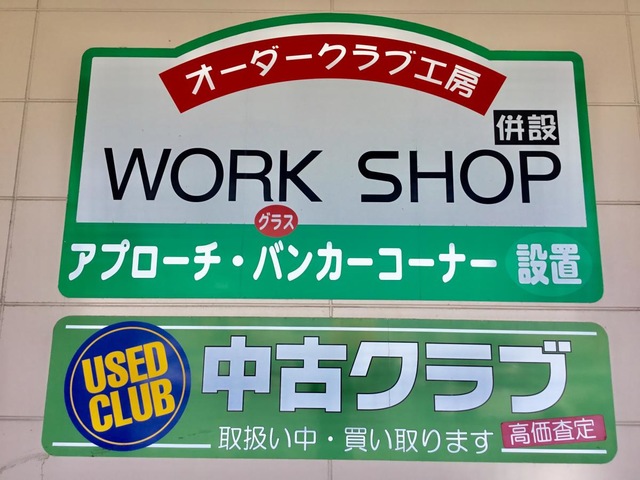 オーダークラブ工房
併設
WORK SHOP
グラス
アプローチ・バンカーコーナー 設置
USED
CLUB
中古クラブ
取扱い中・買い取ります 高価査定